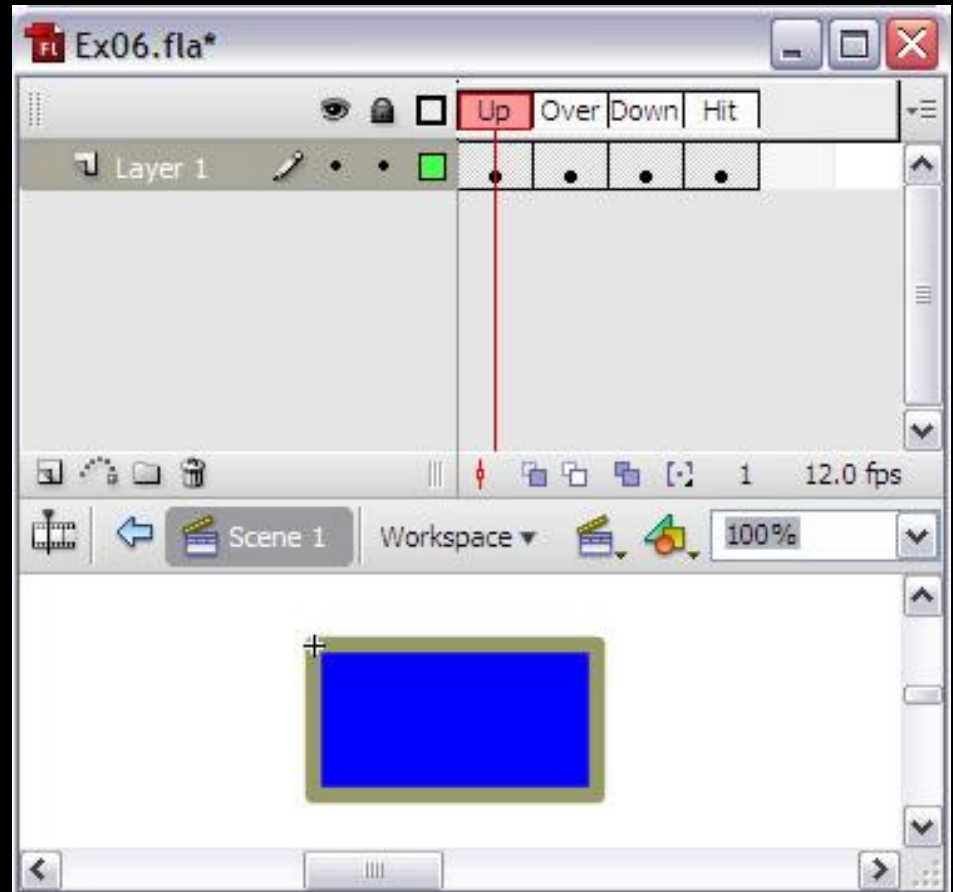 Ex06.fla*
Up Over Down Hit
Layer 1
1 12.0 fps
Scene 1 Workspace 100%